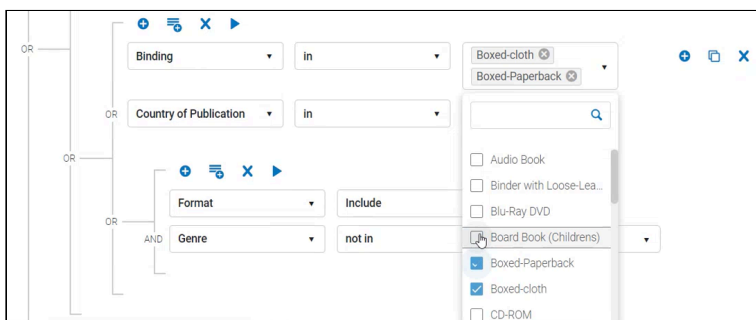 OR
Binding
in
Boxed-cloth
Boxed-Paperback
OR
Country of Publication
in
OR
Audio Book
Binder with Loose-Lea...
Blu-Ray DVD
Format
Include
OR
Board Book (Childrens)
AND
Genre
not in
Boxed-Paperback
Boxed-cloth
CD-ROM